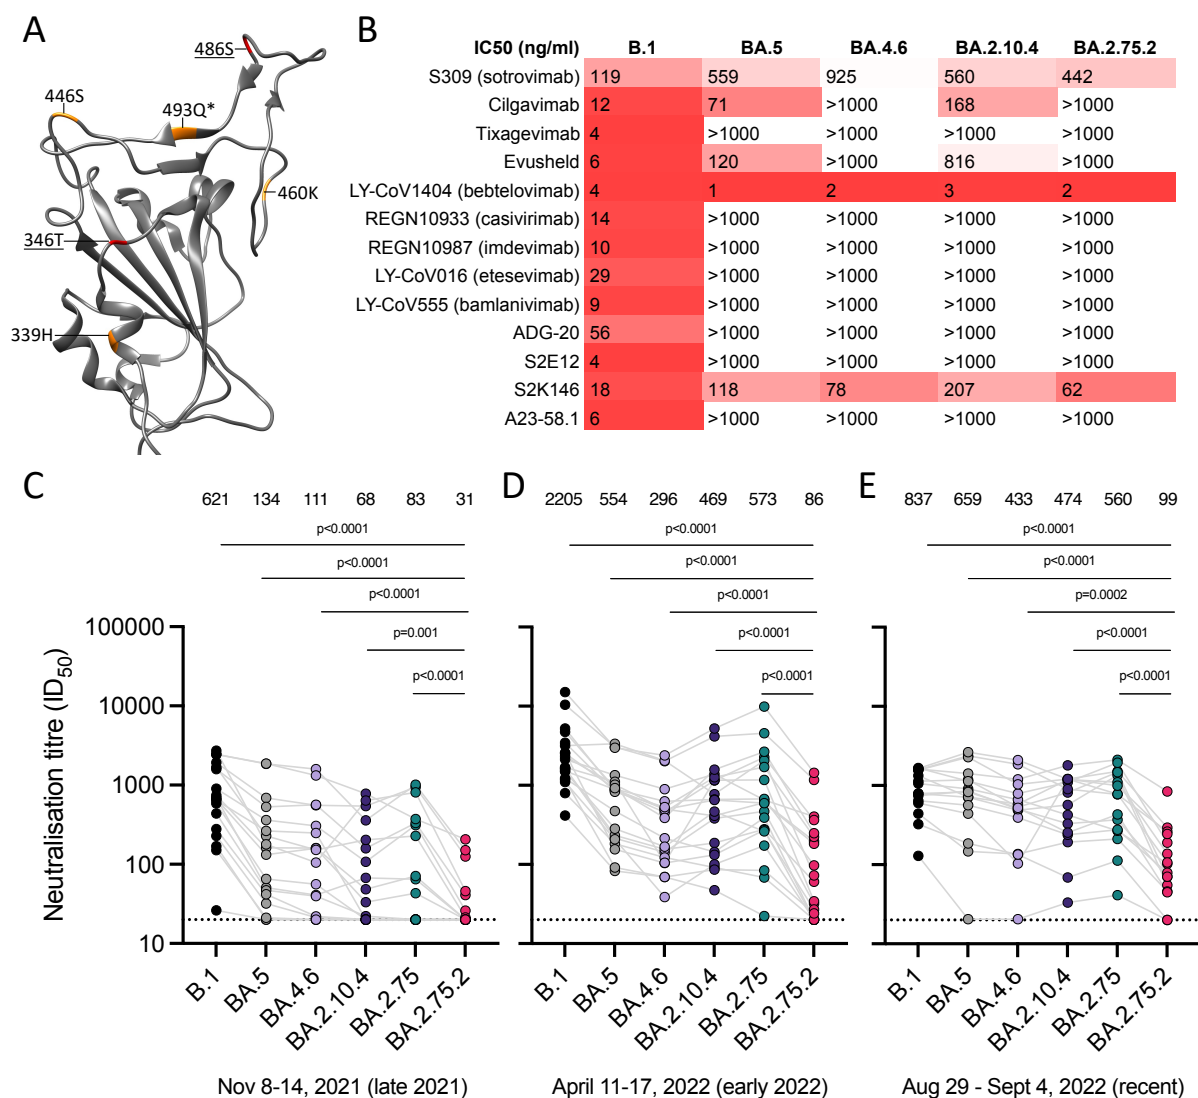 A
486S
446S
493Q*
460K
346T
339H
B
IC50 (ng/ml) B.1 BA.5 BA.4.6 BA.2.10.4 BA.2.75.2
S309 (sotrovimab) 119 559 925 560 442
Cilgavimab 12 71 >1000 168 >1000
Tixagevimab 4 >1000 >1000 >1000 >1000
Evusheld 6 120 >1000 816 >1000
LY-CoV1404 (bebtelovimab) 4 1 2 3 2
REGN10933 (casivirimab) 14 >1000 >1000 >1000 >1000
REGN10987 (imdevimab) 10 >1000 >1000 >1000 >1000
LY-CoV016 (etesevimab) 29 >1000 >1000 >1000 >1000
LY-CoV555 (bamlanivimab) 9 >1000 >1000 >1000 >1000
ADG-20 56 >1000 >1000 >1000 >1000
S2E12 4 >1000 >1000 >1000 >1000
S2K146 18 118 78 207 62
A23-58.1 6 >1000 >1000 >1000 >1000
C
621 134 111 68 83 31
p<0.0001
p<0.0001
p<0.0001
p=0.001
p<0.0001
Neutralisation titre (ID50)
100000
10000
1000
100
10
B.1 BA.5 BA.4.6 BA.2.10.4 BA.2.75 BA.2.75.2
Nov 8-14, 2021 (late 2021)
D
2205 554 296 469 573 86
p<0.0001
p<0.0001
p<0.0001
p<0.0001
p<0.0001
B.1 BA.5 BA.4.6 BA.2.10.4 BA.2.75 BA.2.75.2
April 11-17, 2022 (early 2022)
E
837 659 433 474 560 99
p<0.0001
p<0.0001
p=0.0002
p<0.0001
p<0.0001
B.1 BA.5 BA.4.6 BA.2.10.4 BA.2.75 BA.2.75.2
Aug 29 - Sept 4, 2022 (recent)